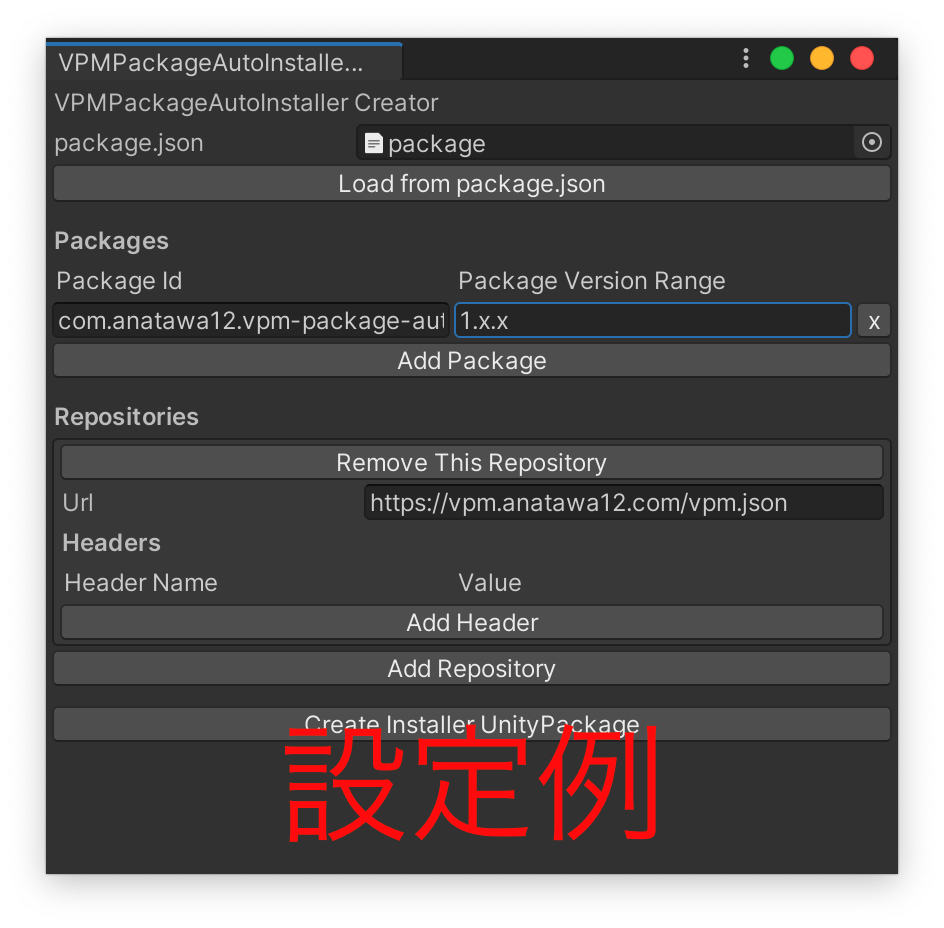 VPMPackageAutoInstalle...
VPMPackageAutoInstaller Creator
package.json package
Load from package.json
Packages
Package Id Package Version Range
com.anatawa12.vpm-package-aut 1.x.x x
Add Package
Repositories
Remove This Repository
Url https://vpm.anatawa12.com/vpm.json
Headers
Header Name Value
Add Header
Add Repository
Create Installer UnityPackage
設定例